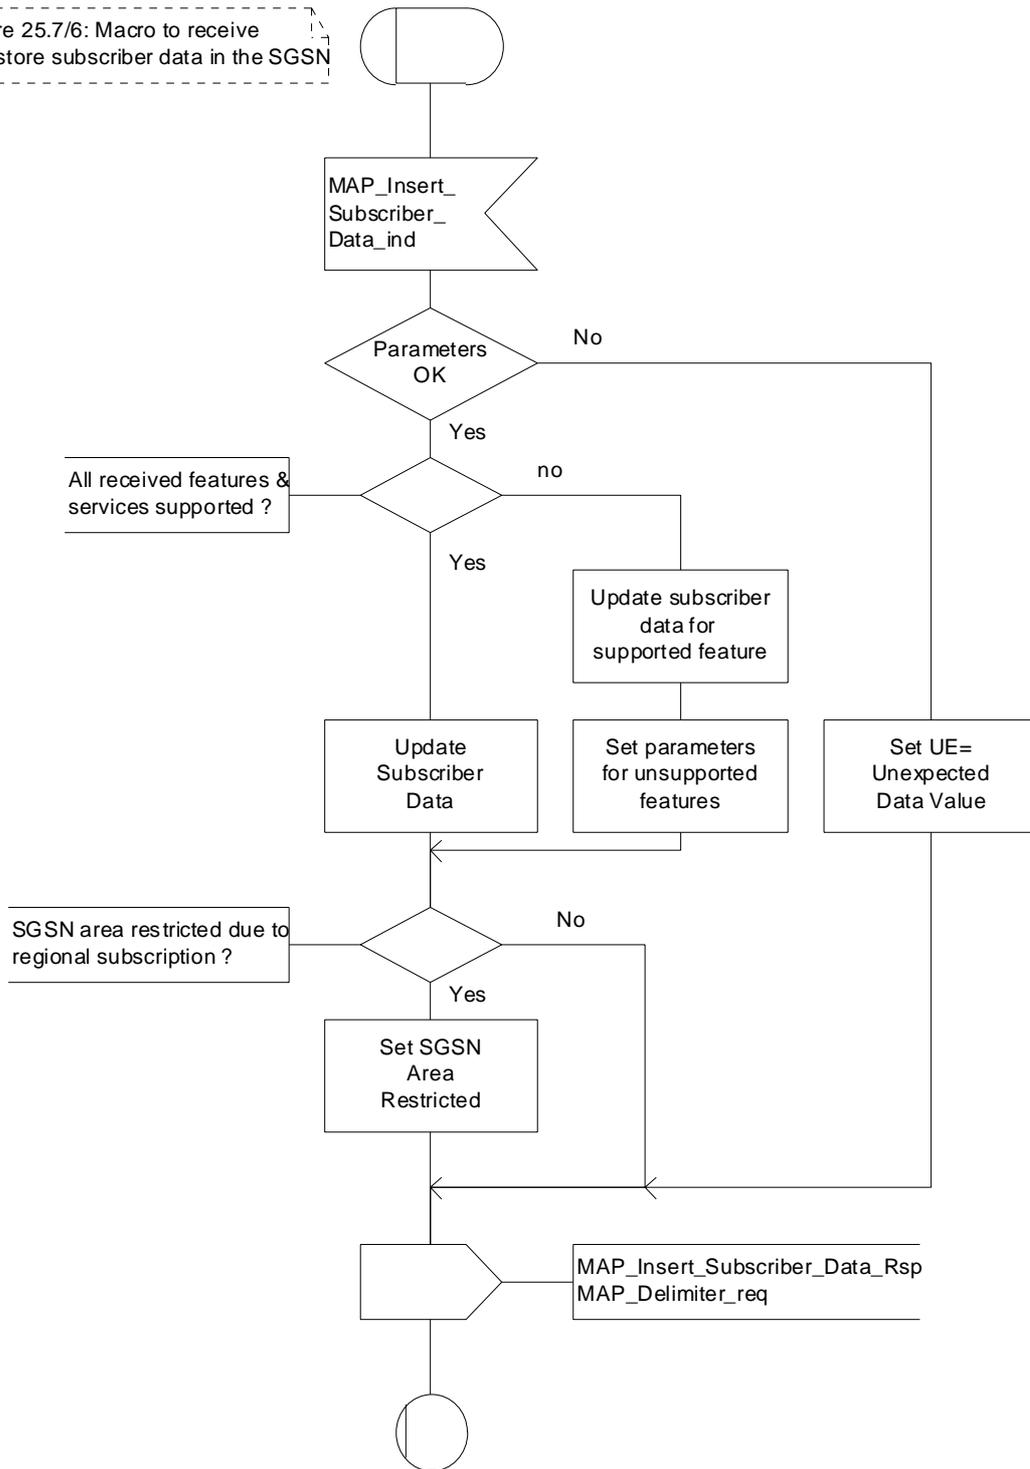 re 25.7/6: Macro to receive
store subscriber data in the SGSN
MAP_Insert_
Subscriber_
Data_ind
Parameters
OK
No
Yes
All received features &
services supported ?
no
Yes
Update subscriber
data for
supported feature
Update
Subscriber
Data
Set parameters
for unsupported
features
Set UE=
Unexpected
Data Value
SGSN area restricted due to
regional subscription ?
No
Yes
Set SGSN
Area
Restricted
MAP_Insert_Subscriber_Data_Rsp
MAP_Delimiter_req